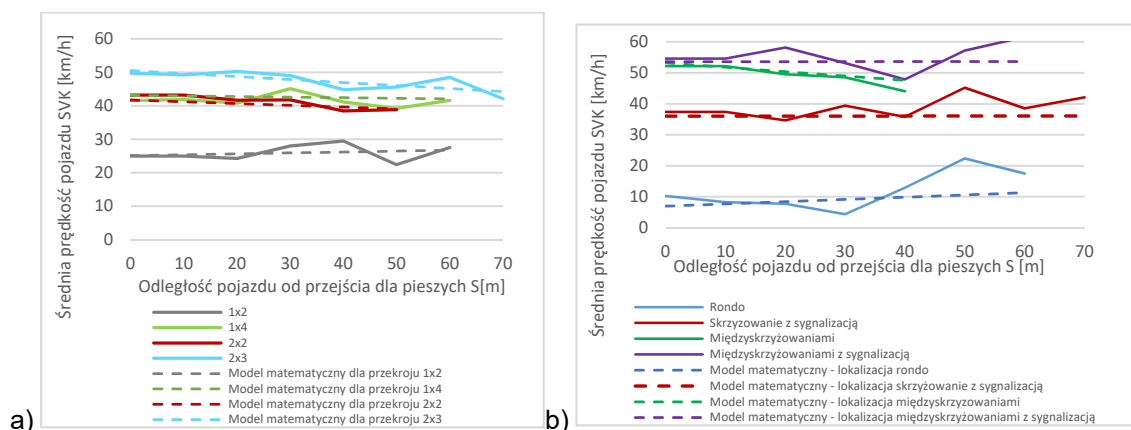 Średnia prędkość pojazdu SVK [km/h]
60
50
40
30
20
10
0
0 10 20 30 40 50 60 70
Odległość pojazdu od przejścia dla pieszych S[m]
1x2
1x4
2x2
2x3
Model matematyczny dla przekroju 1x2
Model matematyczny dla przekroju 1x4
Model matematyczny dla przekroju 2x2
Model matematyczny dla przekroju 2x3
a)
Średnia prędkość pojazdu SVK [km/h]
60
50
40
30
20
10
0
0 10 20 30 40 50 60 70
Odległość pojazdu od przejścia dla pieszych S [m]
Rondo
Skrzyzowanie z sygnalizacją
Międzyskrzyżowaniami
Międzyskrzyżowaniami z sygnalizacją
Model matematyczny - lokalizacja rondo
Model matematyczny - lokalizacja skrzyżowanie z sygnalizacją
Model matematyczny - lokalizacja międzyskrzyzowaniami
Model matematyczny - lokalizacja międzyskrzyżowaniami z sygnalizacją
b)